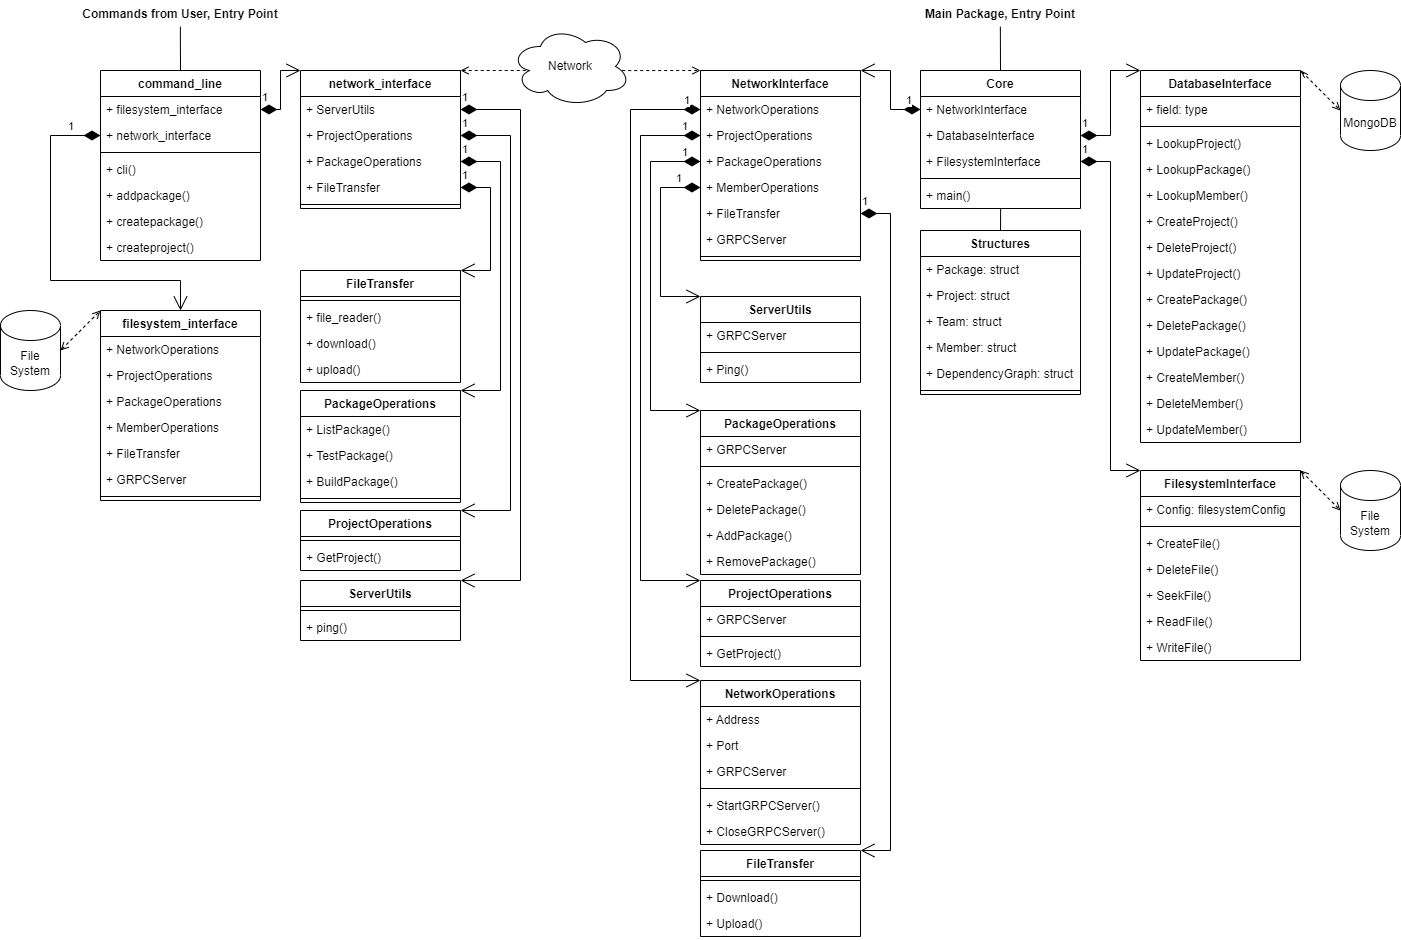 Commands from User, Entry Point
Main Package, Entry Point
Network
command_line
+ filesystem_interface
+ network_interface
+ cli()
+ addpackage()
+ createpackage()
+ createproject()
1
1
network_interface
+ ServerUtils
+ ProjectOperations
+ PackageOperations
+ FileTransfer
1
1
1
1
NetworkInterface
+ NetworkOperations
+ ProjectOperations
+ PackageOperations
+ MemberOperations
+ FileTransfer
+ GRPCServer
1
1
1
1
1
Core
+ NetworkInterface
+ DatabaseInterface
+ FilesystemInterface
+ main()
1
1
1
DatabaseInterface
+ field: type
+ LookupProject()
+ LookupPackage()
+ LookupMember()
+ CreateProject()
+ DeleteProject()
+ UpdateProject()
+ CreatePackage()
+ DeletePackage()
+ UpdatePackage()
+ CreateMember()
+ DeleteMember()
+ UpdateMember()
MongoDB
Structures
+ Package: struct
+ Project: struct
+ Team: struct
+ Member: struct
+ DependencyGraph: struct
File
System
filesystem_interface
+ NetworkOperations
+ ProjectOperations
+ PackageOperations
+ MemberOperations
+ FileTransfer
+ GRPCServer
FileTransfer
+ file_reader()
+ download()
+ upload()
PackageOperations
+ ListPackage()
+ TestPackage()
+ BuildPackage()
ProjectOperations
+ GetProject()
ServerUtils
+ ping()
ServerUtils
+ GRPCServer
+ Ping()
PackageOperations
+ GRPCServer
+ CreatePackage()
+ DeletePackage()
+ AddPackage()
+ RemovePackage()
ProjectOperations
+ GRPCServer
+ GetProject()
NetworkOperations
+ Address
+ Port
+ GRPCServer
+ StartGRPCServer()
+ CloseGRPCServer()
FileTransfer
+ Download()
+ Upload()
FilesystemInterface
+ Config: filesystemConfig
+ CreateFile()
+ DeleteFile()
+ SeekFile()
+ ReadFile()
+ WriteFile()
File
System